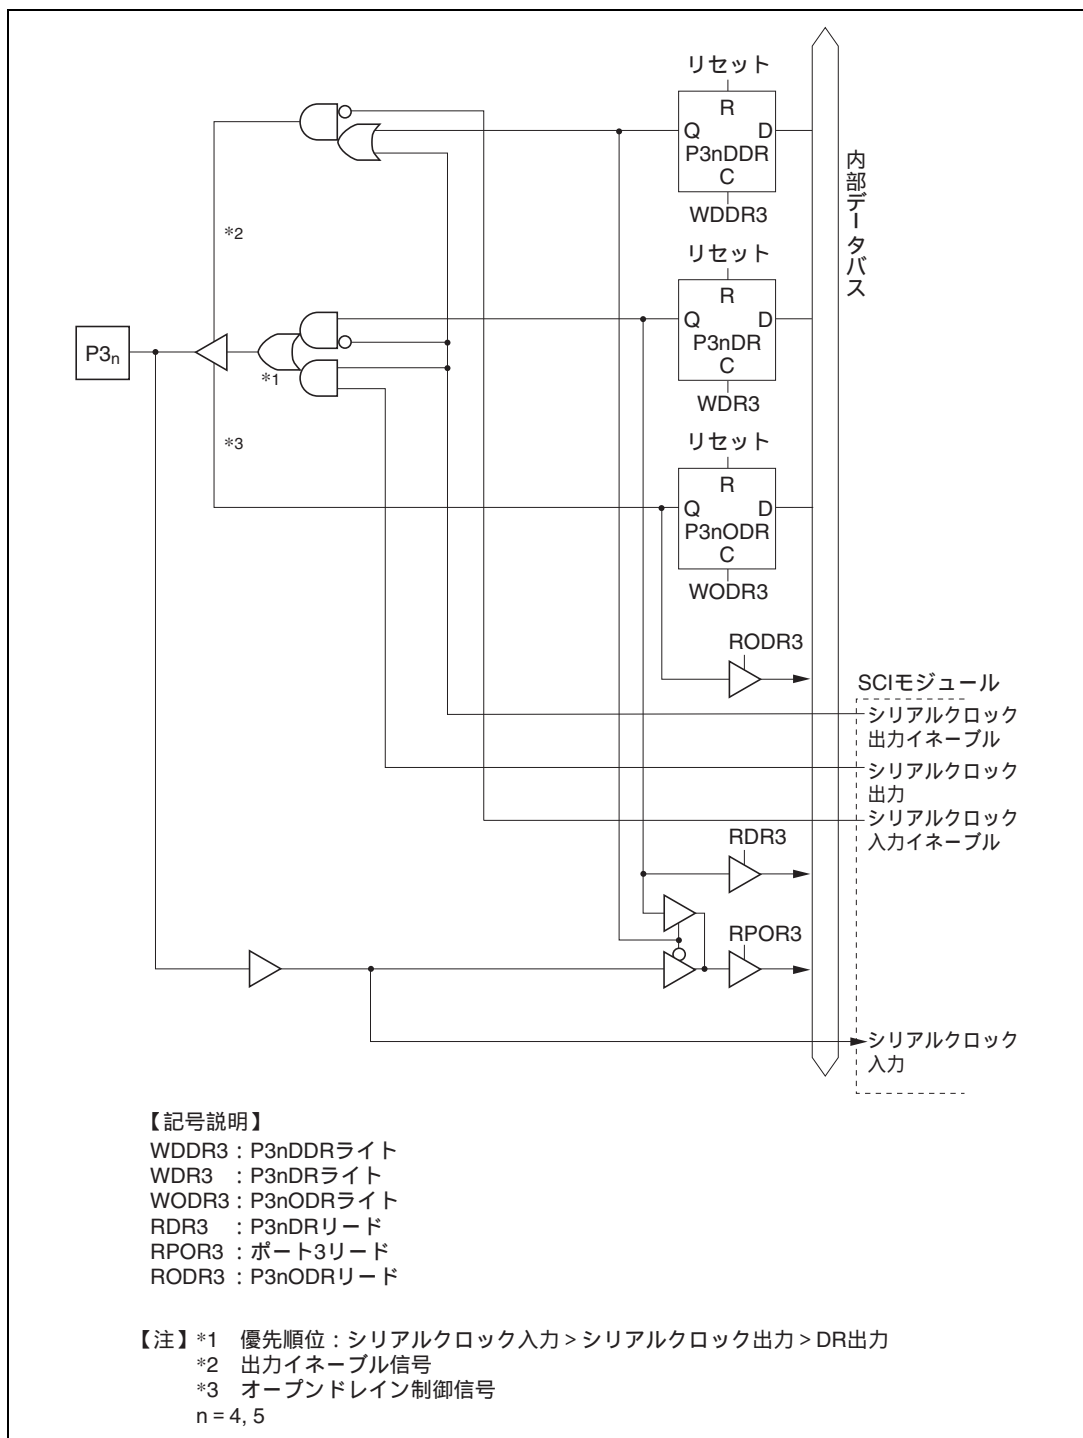 リセット
R
Q D
P3nDDR
C
WDDR3
内部データバス
*2
リセット
R
Q D
P3nDR
C
WDR3
P3n
*1
*3
リセット
R
Q D
P3nODR
C
WODR3
RODR3
SCIモジュール
シリアルクロック
出力イネーブル
シリアルクロック
出力
シリアルクロック
入力イネーブル
RDR3
RPOR3
シリアルクロック
入力
【記号説明】
WDDR3：P3nDDRライト
WDR3　：P3nDRライト
WODR3：P3nODRライト
RDR3　：P3nDRリード
RPOR3 ：ポート3リード
RODR3 ：P3nODRリード
【注】*1　優先順位：シリアルクロック入力 > シリアルクロック出力 > DR出力
*2　出力イネーブル信号
*3　オープンドレイン制御信号
n = 4, 5